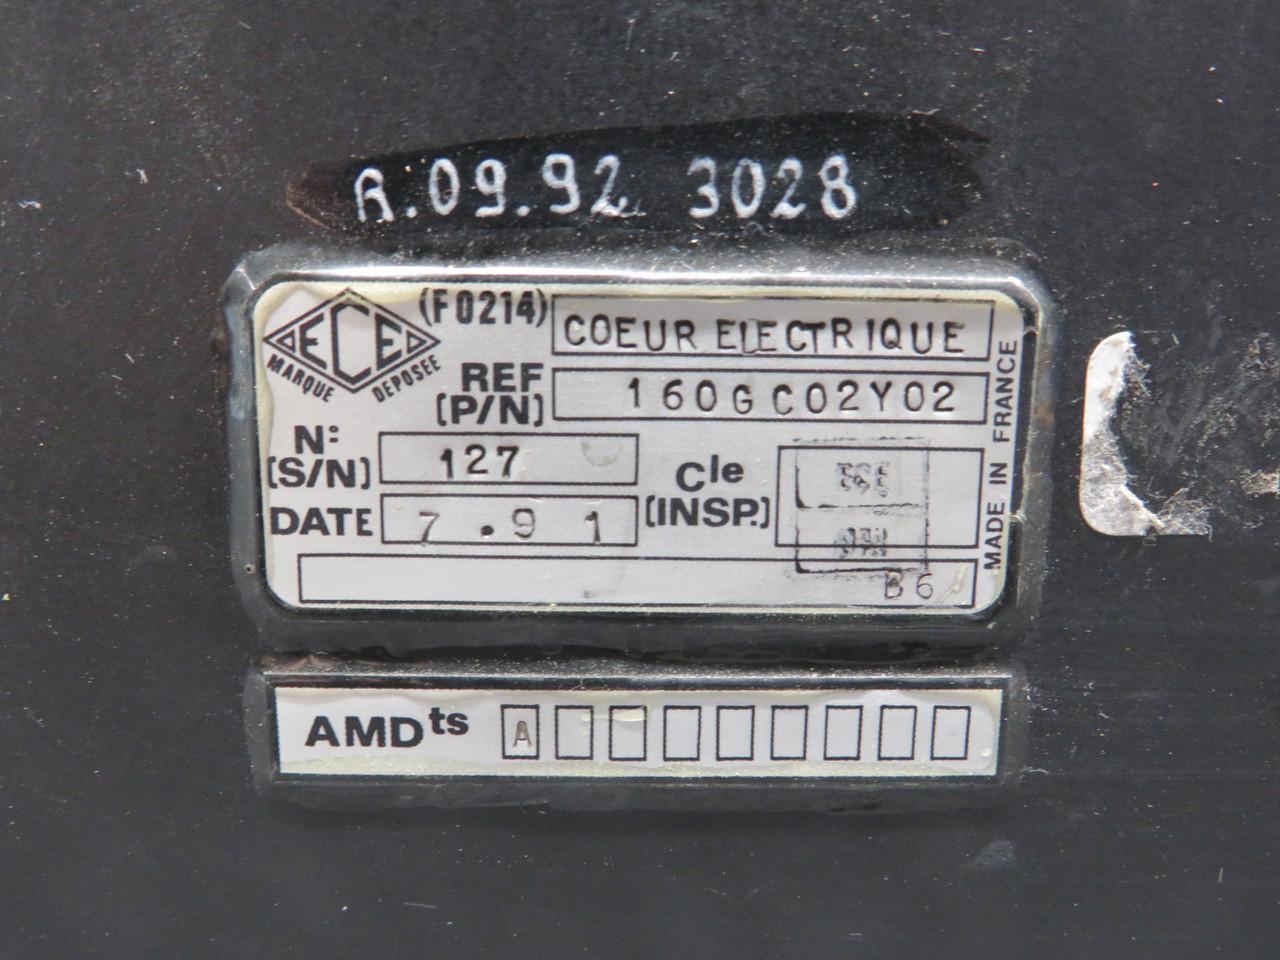 R.09.92 3028
ECE
MARQUE DEPOSEE
(F0214)
COEUR ELECTRIQUE
REF (P/N)
160GC02Y02
N: (S/N)
127
DATE
7.91
Cle (INSP.)
ECE
B6
MADE IN FRANCE
AMDts A